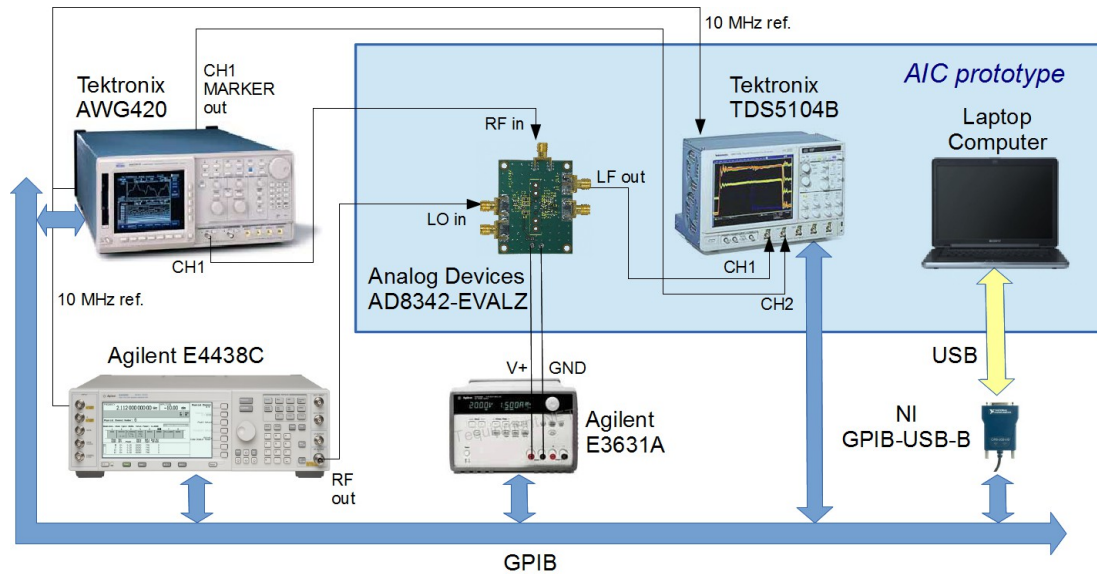 10 MHz ref.
AIC prototype
Tektronix
AWG420
CH1
MARKER
out
Tektronix
TDS5104B
Laptop
Computer
RF in
LF out
LO in
CH1
CH1
CH2
Analog Devices
AD8342-EVALZ
10 MHz ref.
Agilent E4438C
V+
GND
USB
Agilent
E3631A
NI
GPIB-USB-B
RF
out
GPIB